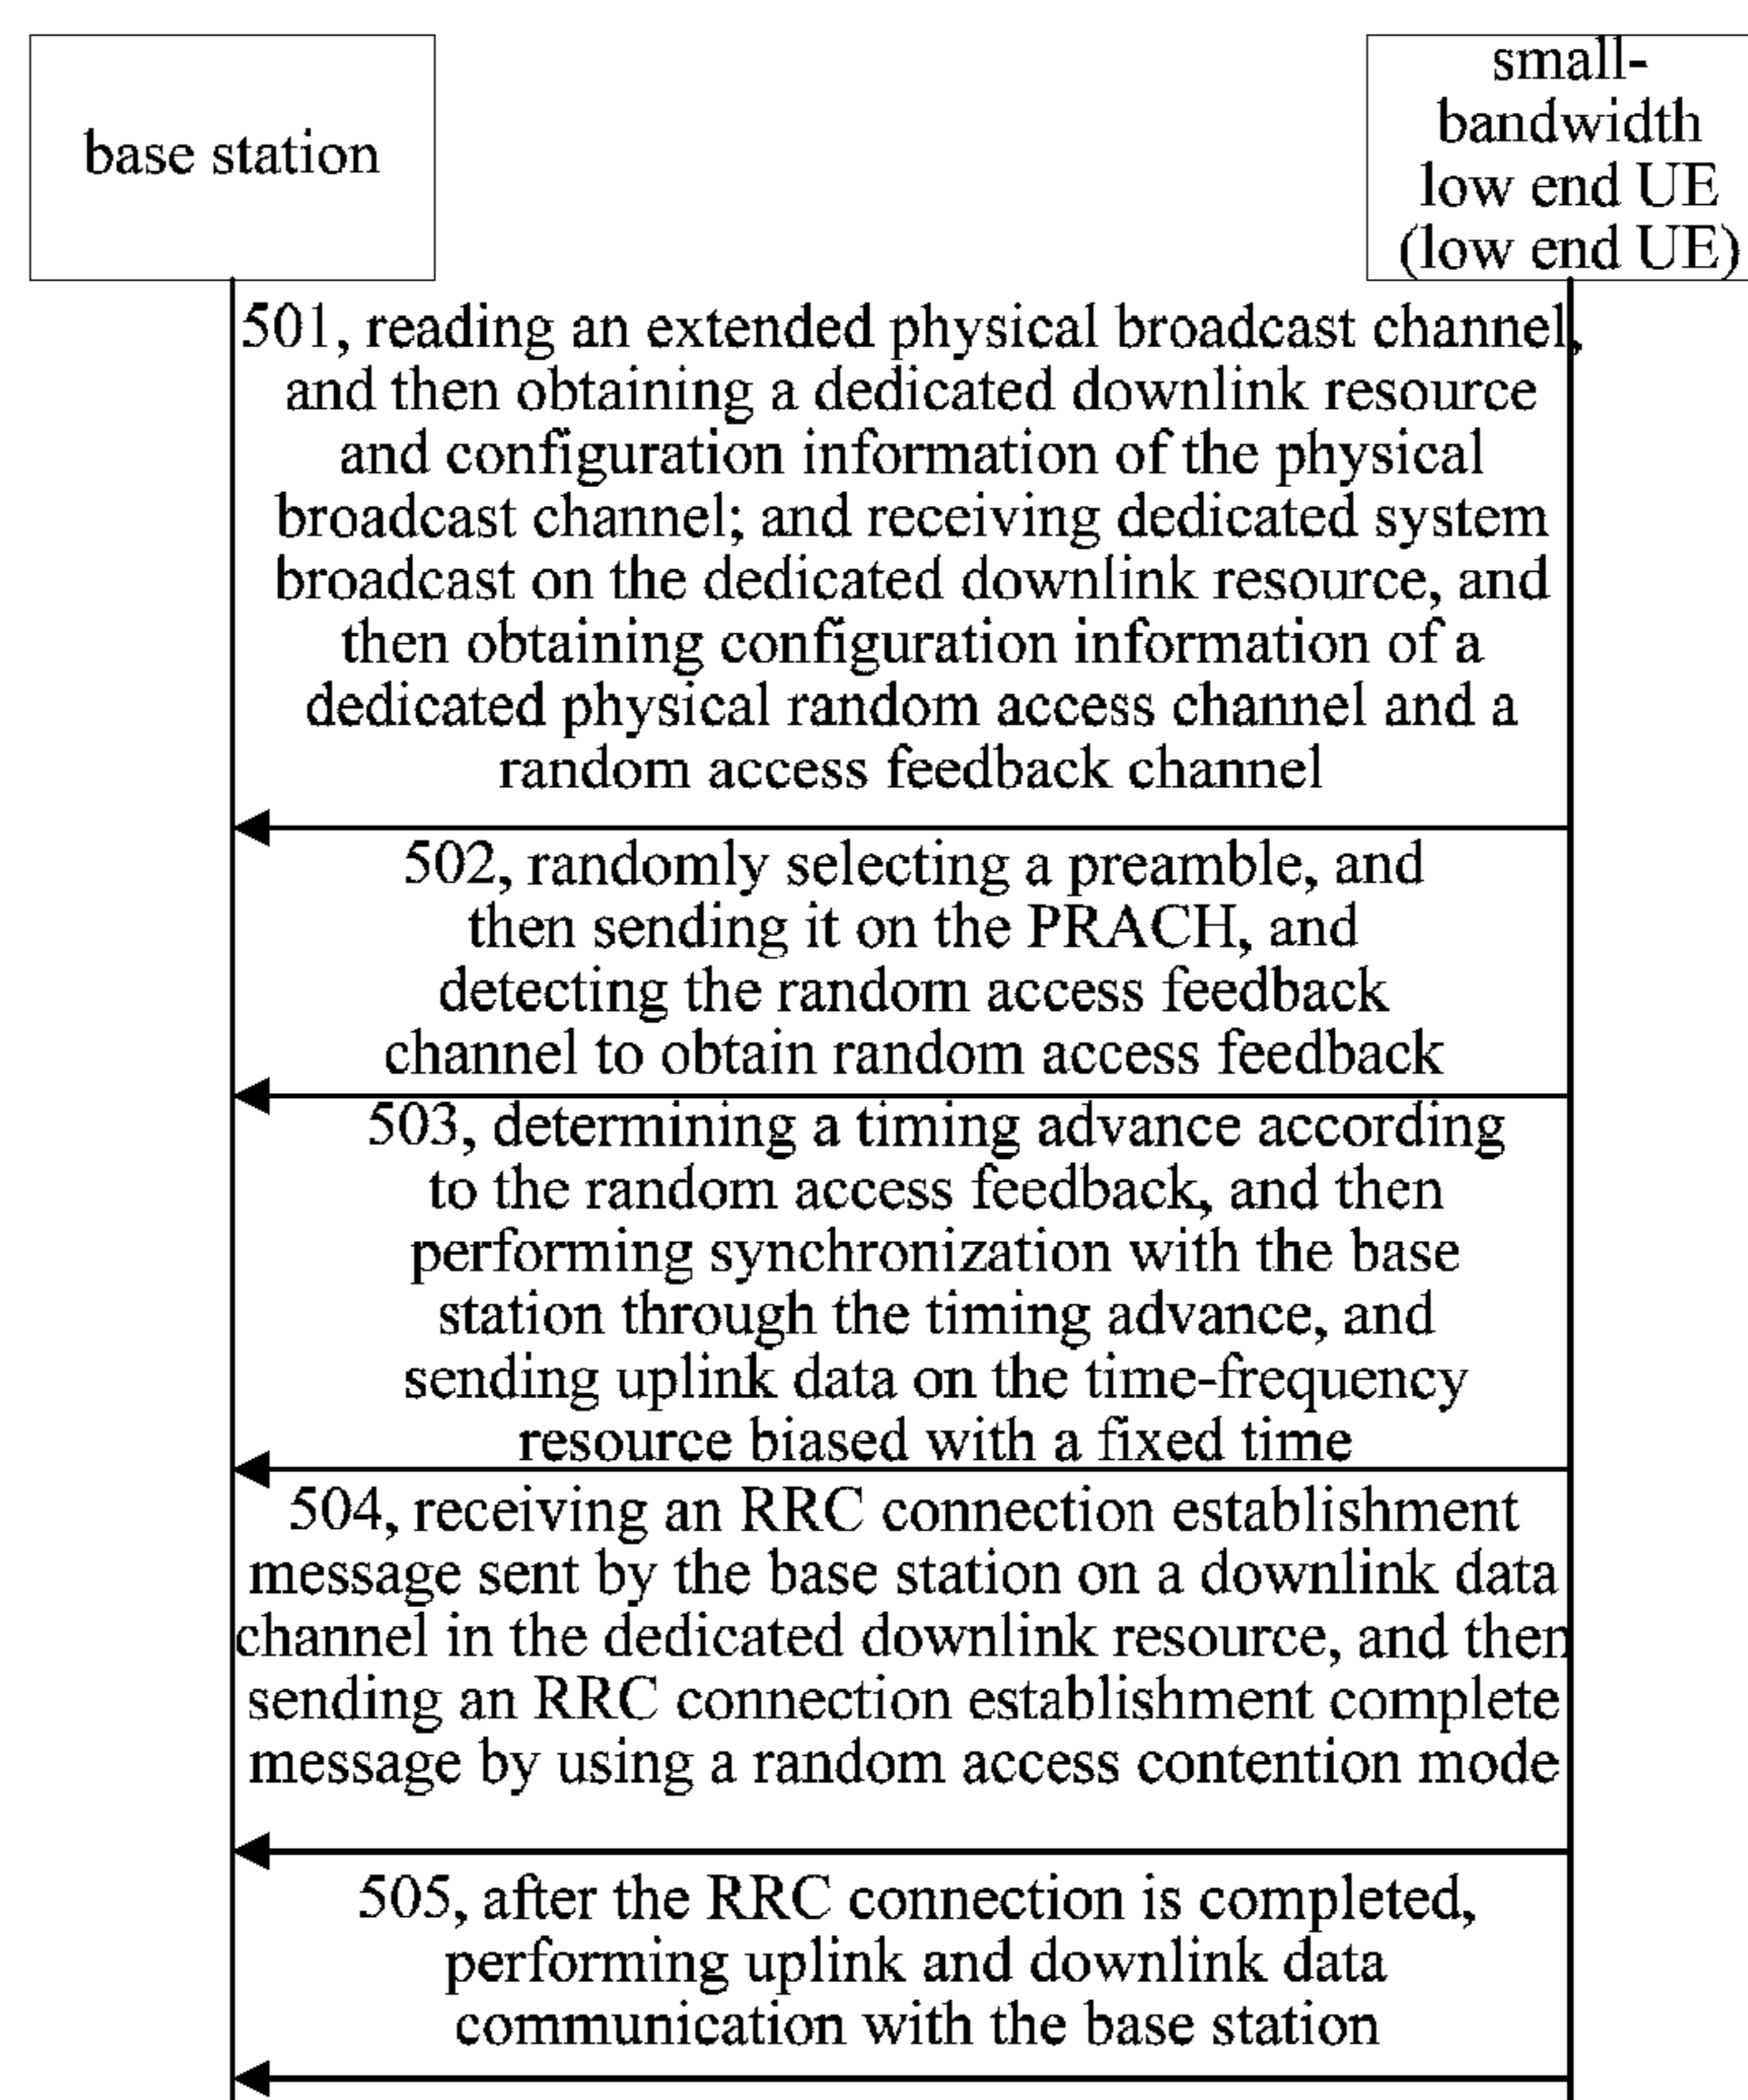 base station
small-
bandwidth
low end UE
(low end UE)
501, reading an extended physical broadcast channel,
and then obtaining a dedicated downlink resource
and configuration information of the physical
broadcast channel; and receiving dedicated system
broadcast on the dedicated downlink resource, and
then obtaining configuration information of a
dedicated physical random access channel and a
random access feedback channel
502, randomly selecting a preamble, and
then sending it on the PRACH, and
detecting the random access feedback
channel to obtain random access feedback
503, determining a timing advance according
to the random access feedback, and then
performing synchronization with the base
station through the timing advance, and
sending uplink data on the time-frequency
resource biased with a fixed time
504, receiving an RRC connection establishment
message sent by the base station on a downlink data
channel in the dedicated downlink resource, and then
sending an RRC connection establishment complete
message by using a random access contention mode
505, after the RRC connection is completed,
performing uplink and downlink data
communication with the base station